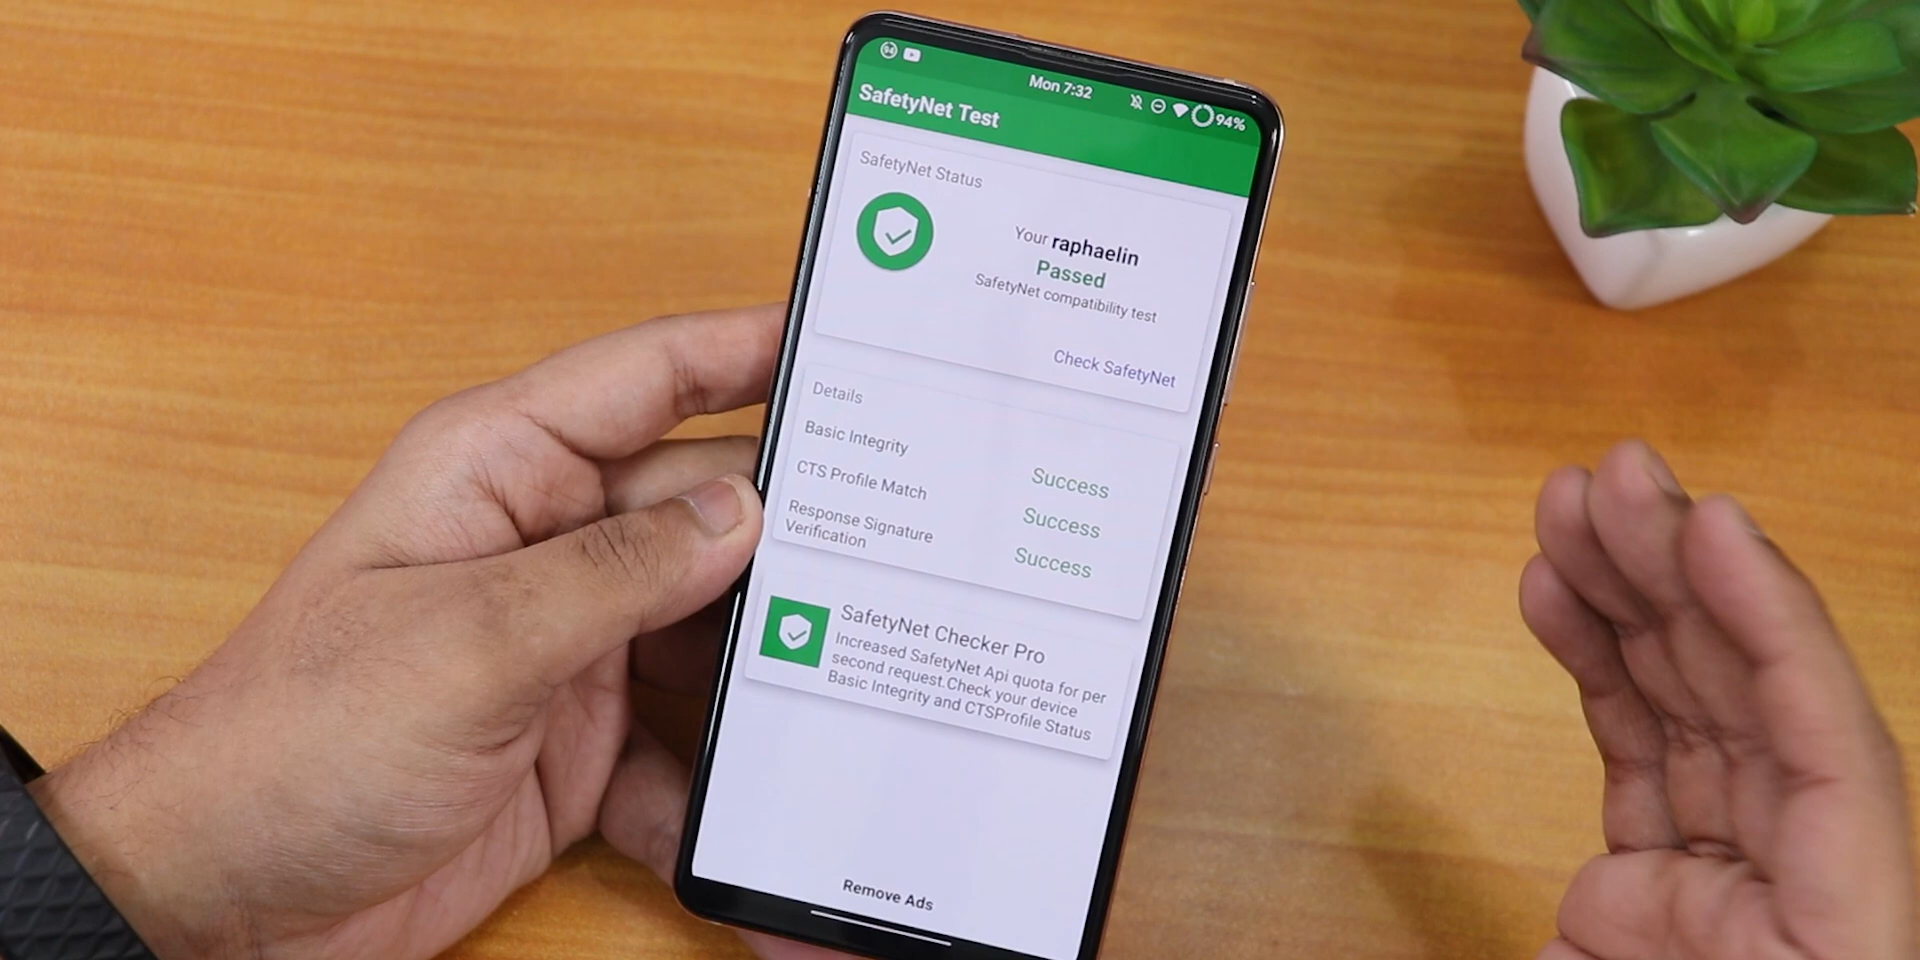 94
Mon 7:32
94%
SafetyNet Test
SafetyNet Status
Your raphaelin
Passed
SafetyNet compatibility test
Check SafetyNet
Details
Basic Integrity
Success
CTS Profile Match
Success
Response Signature
Verification
Success
SafetyNet Checker Pro
Increased SafetyNet Api quota for per
second request.Check your device
Basic Integrity and CTSProfile Status
Remove Ads